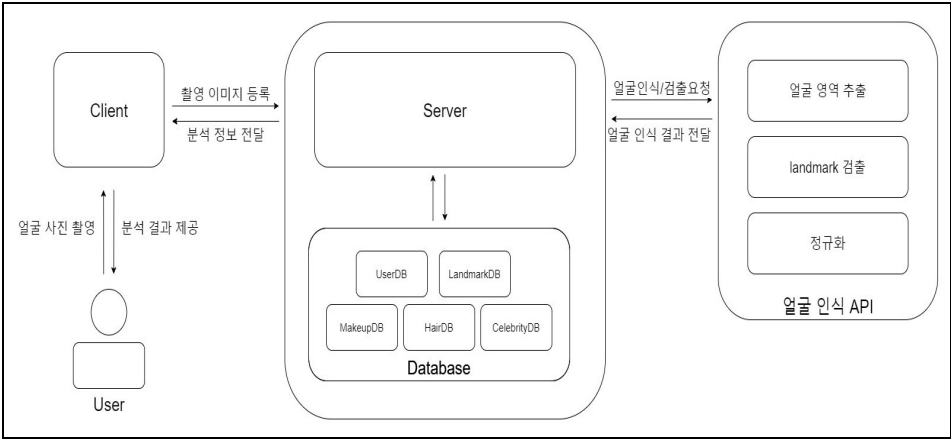 Client
촬영 이미지 등록
분석 정보 전달
Server
얼굴인식/검출요청
얼굴 인식 결과 전달
얼굴 영역 추출
landmark 검출
정규화
얼굴 인식 API
얼굴 사진 촬영
분석 결과 제공
User
UserDB
LandmarkDB
MakeupDB
HairDB
CelebrityDB
Database